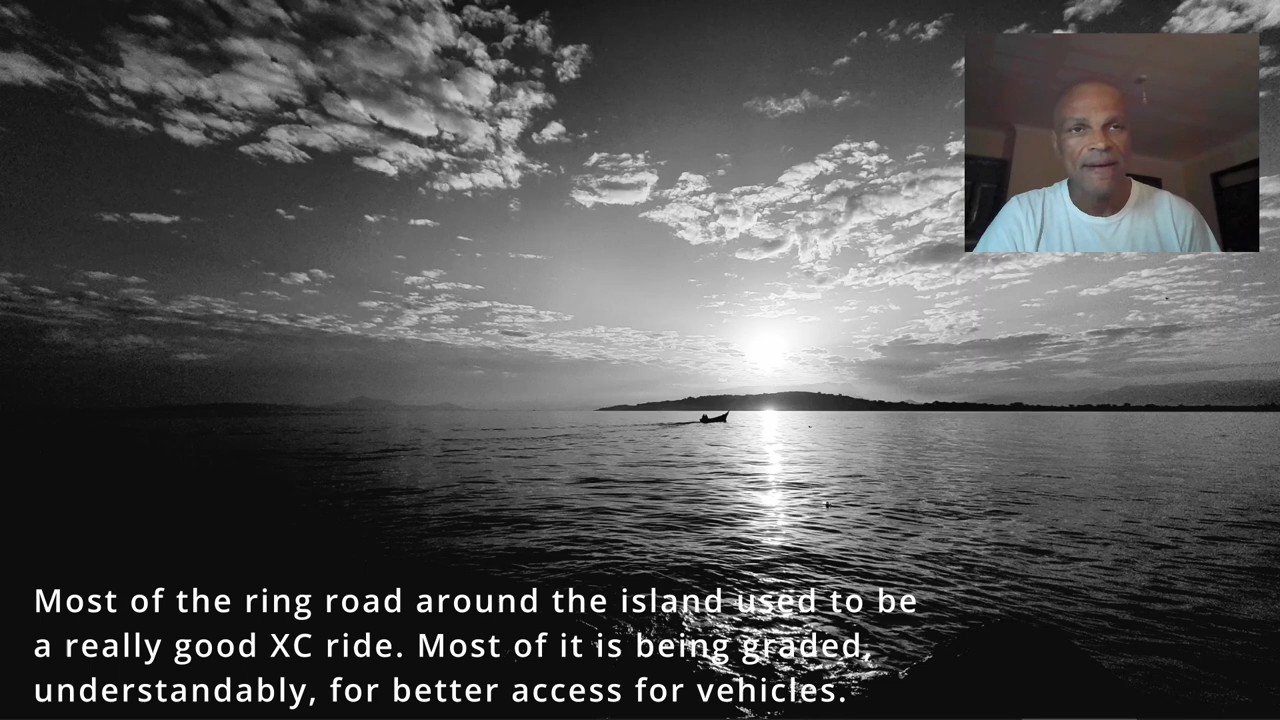 Most of the ring road around the island used to be
a really good XC ride. Most of it is being graded,
understandably, for better access for vehicles.